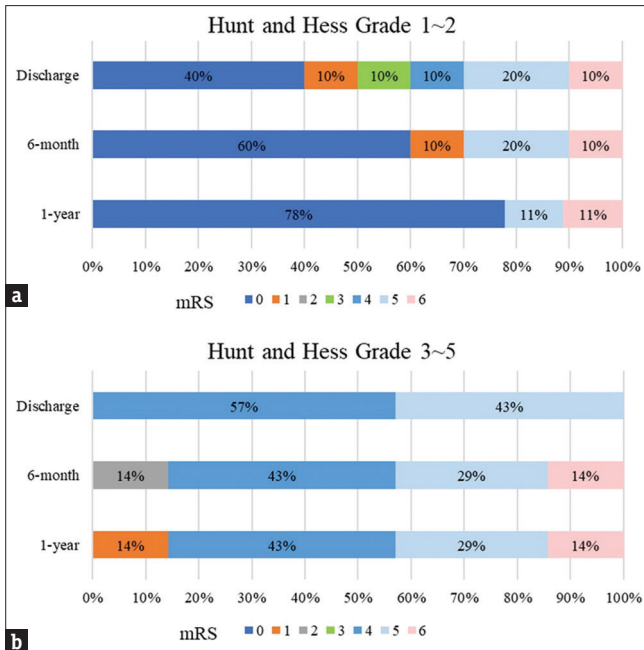 Hunt and Hess Grade 1~2
Discharge 40% 10% 10% 10% 20% 10%
6-month 60% 10% 20% 10%
1-year 78% 11% 11%
0% 10% 20% 30% 40% 50% 60% 70% 80% 90% 100%
a
mRS 0 1 2 3 4 5 6
Hunt and Hess Grade 3~5
Discharge 57% 43%
6-month 14% 43% 29% 14%
1-year 14% 43% 29% 14%
0% 10% 20% 30% 40% 50% 60% 70% 80% 90% 100%
mRS 0 1 2 3 4 5 6
b